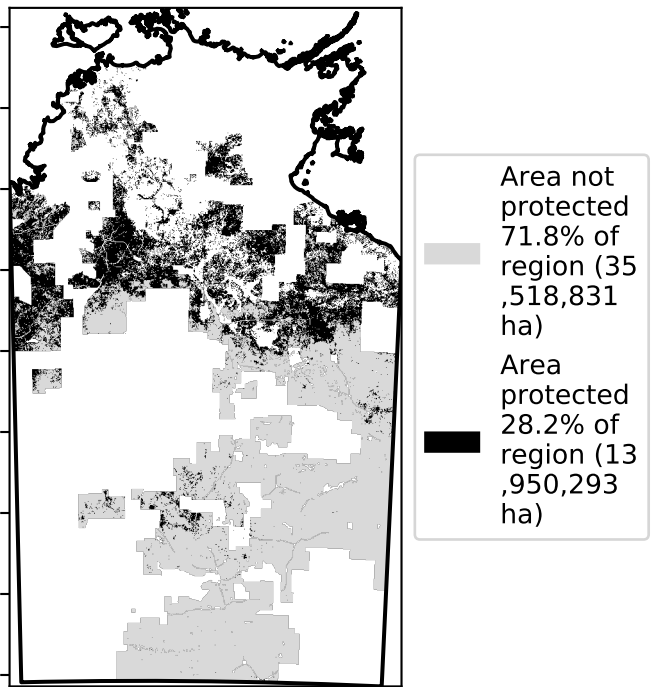 Area not
protected
71.8% of
region (35
,518,831
ha)
Area
protected
28.2% of
region (13
,950,293
ha)